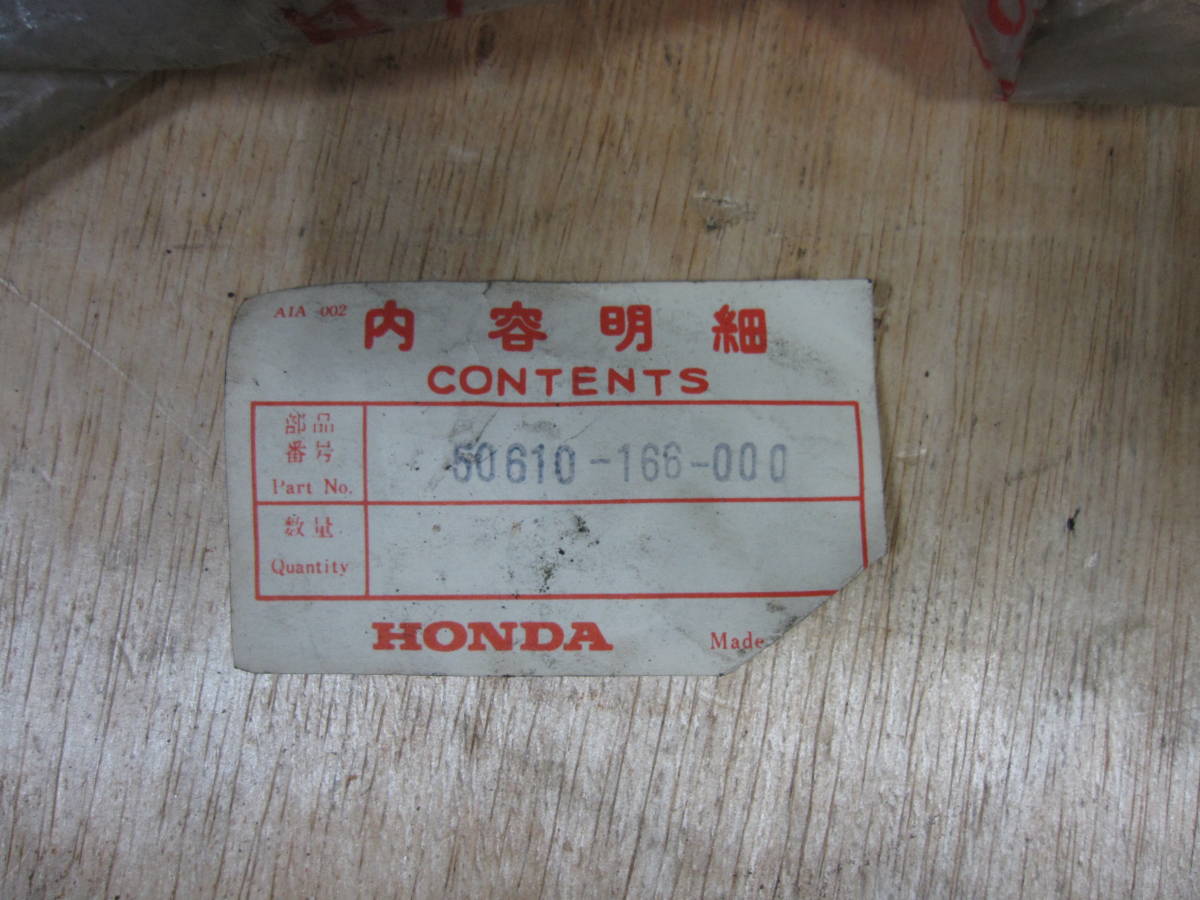 AIA 002
内容明細
CONTENTS
部品
番号
Part No.
50610-166-000
数量
Quantity
HONDA
Made